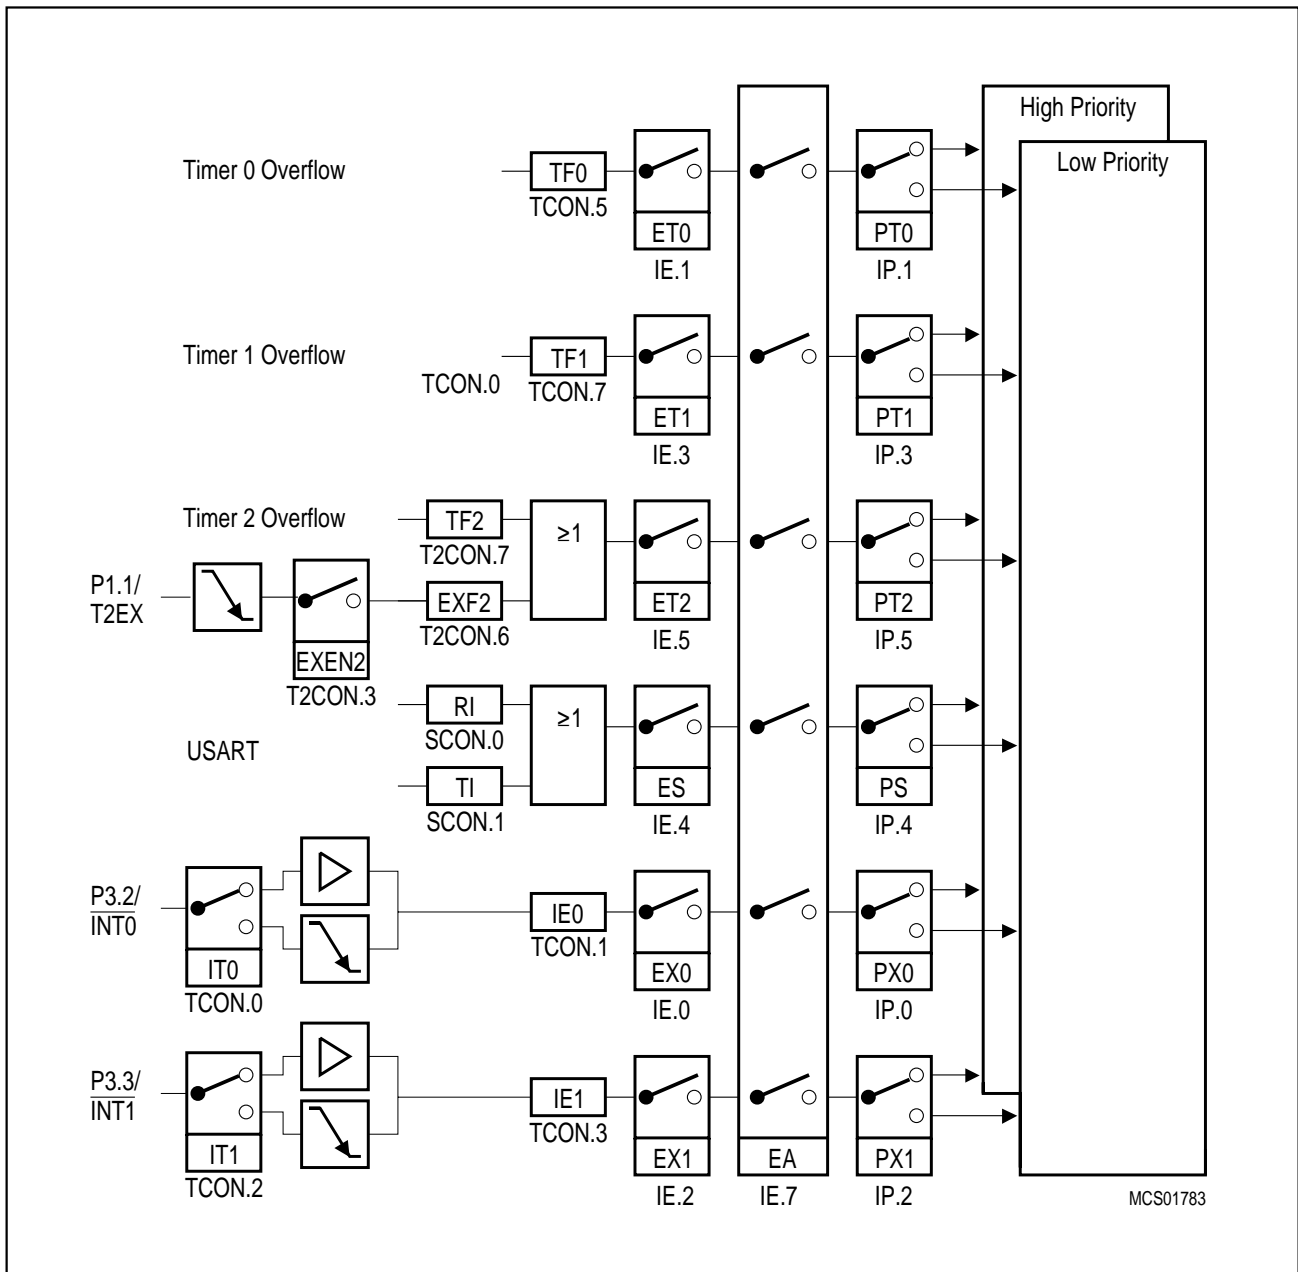 High Priority
Low Priority
Timer 0 Overflow
TF0
TCON.5
ET0
IE.1
PT0
IP.1
Timer 1 Overflow
TCON.0
TF1
TCON.7
ET1
IE.3
PT1
IP.3
Timer 2 Overflow
TF2
T2CON.7
≥1
P1.1/
T2EX
EXEN2
T2CON.3
EXF2
T2CON.6
ET2
IE.5
PT2
IP.5
USART
RI
SCON.0
≥1
TI
SCON.1
ES
IE.4
PS
IP.4
P3.2/
INT0
IT0
TCON.0
IE0
TCON.1
EX0
IE.0
PX0
IP.0
P3.3/
INT1
IT1
TCON.2
IE1
TCON.3
EX1
IE.2
EA
IE.7
PX1
IP.2
MCS01783